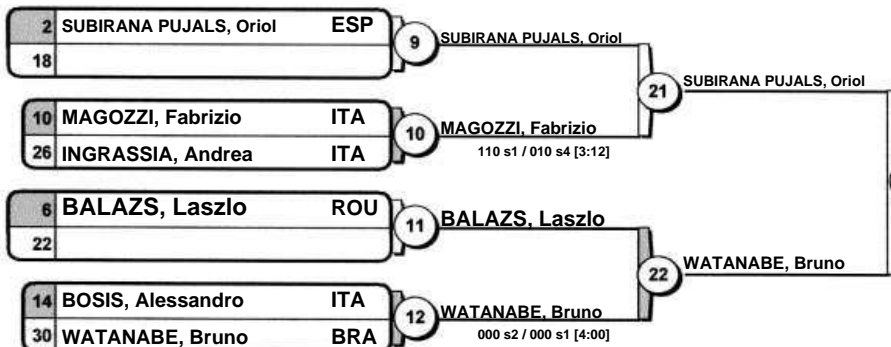 2 SUBIRANA PUJALS, Oriol ESP
18
9
SUBIRANA PUJALS, Oriol
21
SUBIRANA PUJALS, Oriol
10 MAGOZZI, Fabrizio ITA
26 INGRASSIA, Andrea ITA
10
MAGOZZI, Fabrizio
110 s1 / 010 s4 [3:12]
6 BALAZS, Laszlo ROU
22
11
BALAZS, Laszlo
22
WATANABE, Bruno
14 BOSIS, Alessandro ITA
30 WATANABE, Bruno BRA
12
WATANABE, Bruno
000 s2 / 000 s1 [4:00]